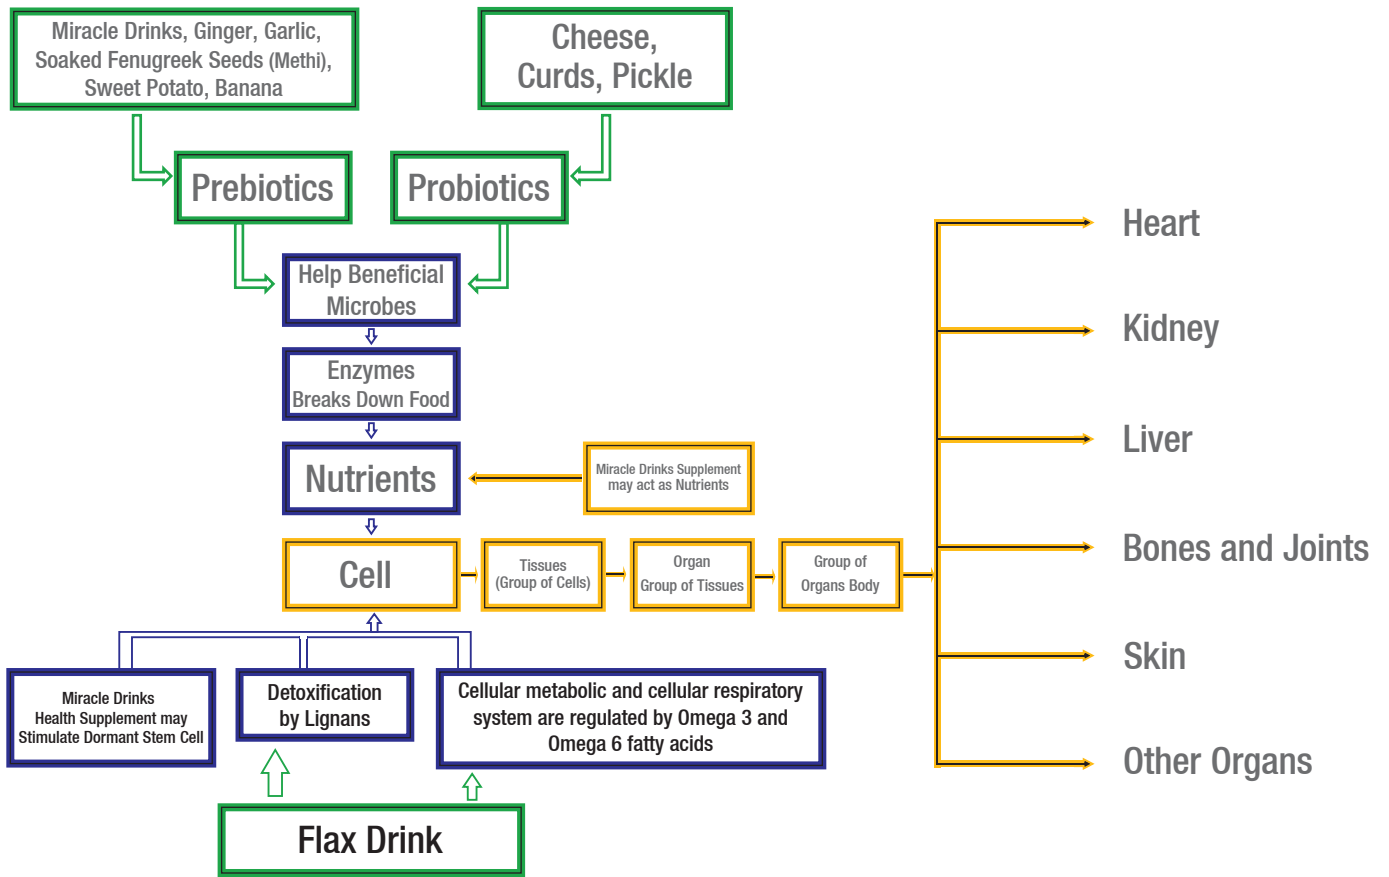 Miracle Drinks, Ginger, Garlic,
Soaked Fenugreek Seeds (Methi),
Sweet Potato, Banana
Cheese,
Curds, Pickle
Prebiotics
Probiotics
Help Beneficial
Microbes
Enzymes
Breaks Down Food
Nutrients
Miracle Drinks Supplement
may act as Nutrients
Cell
Tissues
(Group of Cells)
Organ
Group of Tissues
Group of
Organs Body
Heart
Kidney
Liver
Bones and Joints
Skin
Other Organs
Miracle Drinks
Health Supplement may
Stimulate Dormant Stem Cell
Detoxification
by Lignans
Cellular metabolic and cellular respiratory
system are regulated by Omega 3 and
Omega 6 fatty acids
Flax Drink